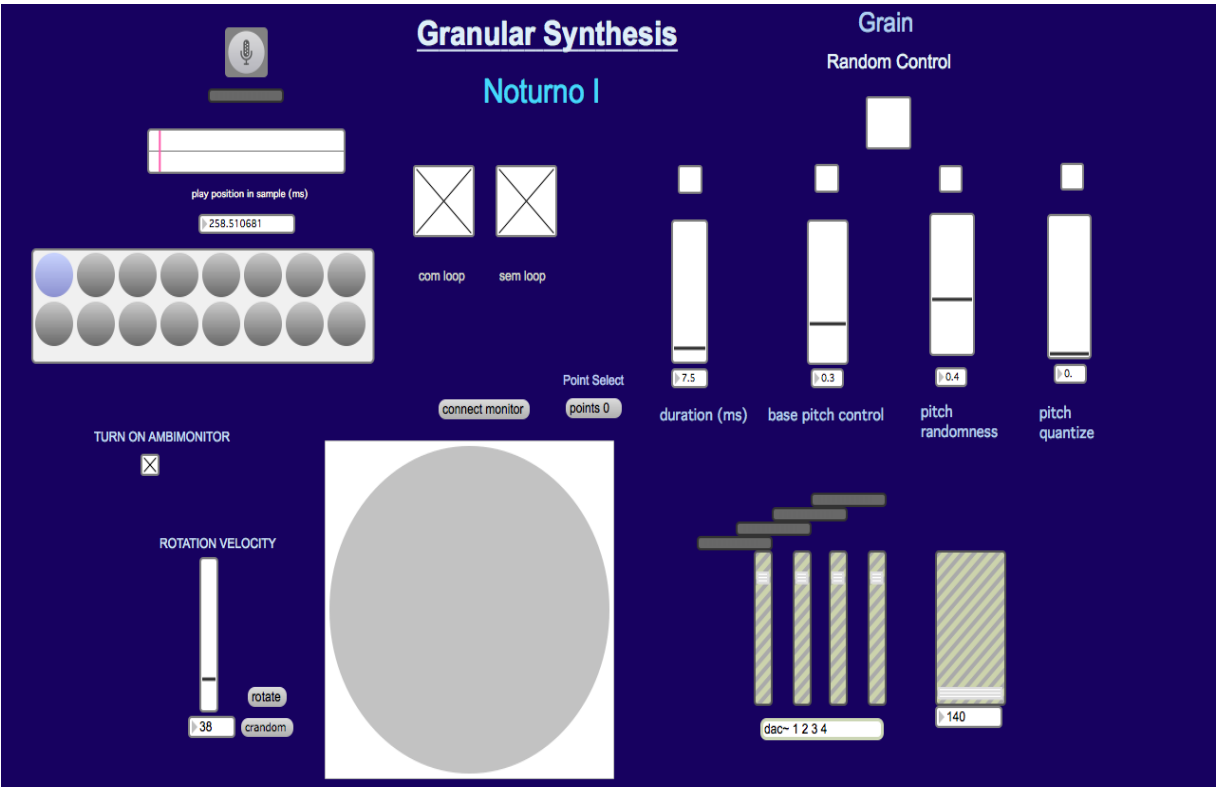 Granular Synthesis
Noturno I
Grain
Random Control
play position in sample (ms)
258.510681
com loop
sem loop
Point Select
connect monitor
points 0
7.5
0.3
0.4
0.
duration (ms)
base pitch control
pitch
randomness
pitch
quantize
TURN ON AMBIMONITOR
ROTATION VELOCITY
rotate
38
crandom
dac~ 1 2 3 4
140